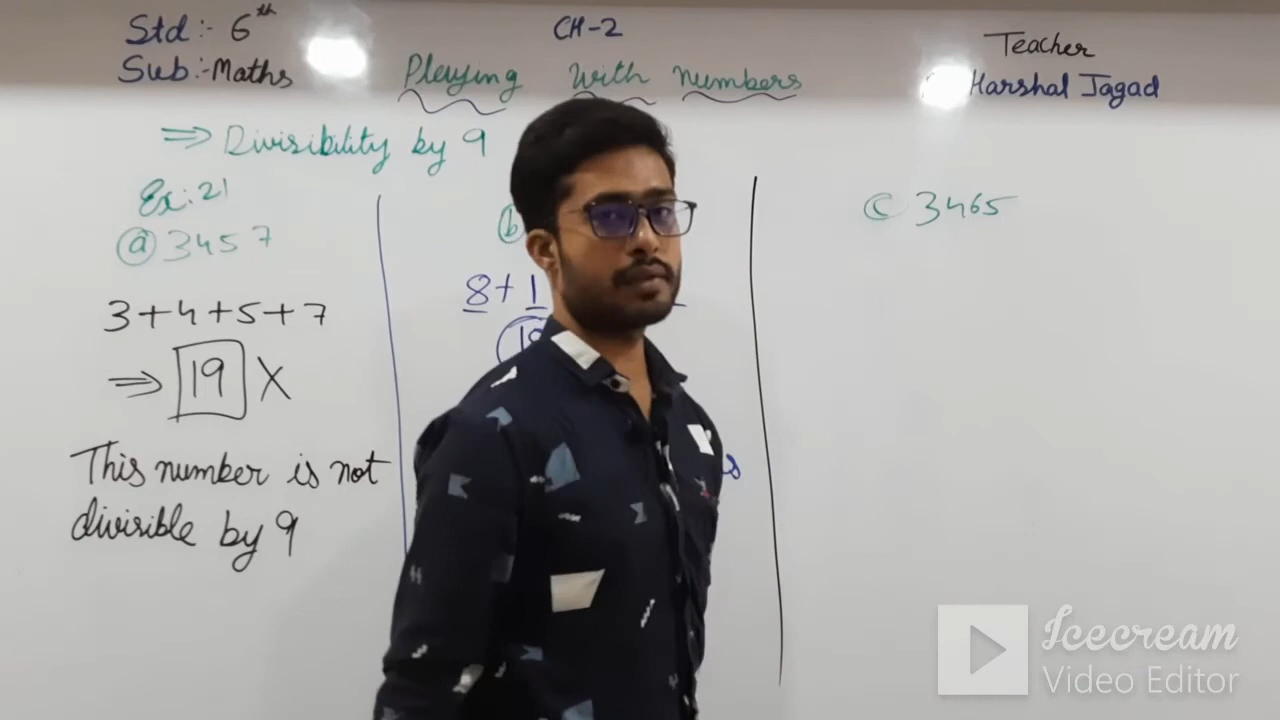 Std :- 6th
Sub :- Maths
CH-2
Playing with numbers
Teacher
Harshal Jagad
⇒ Divisibility by 9
Ex: 21
(a) 3457
3+4+5+7
⇒ 19 X
This number is not
divisible by 9
(b)
8+1
(c) 3465
Icecream
Video Editor